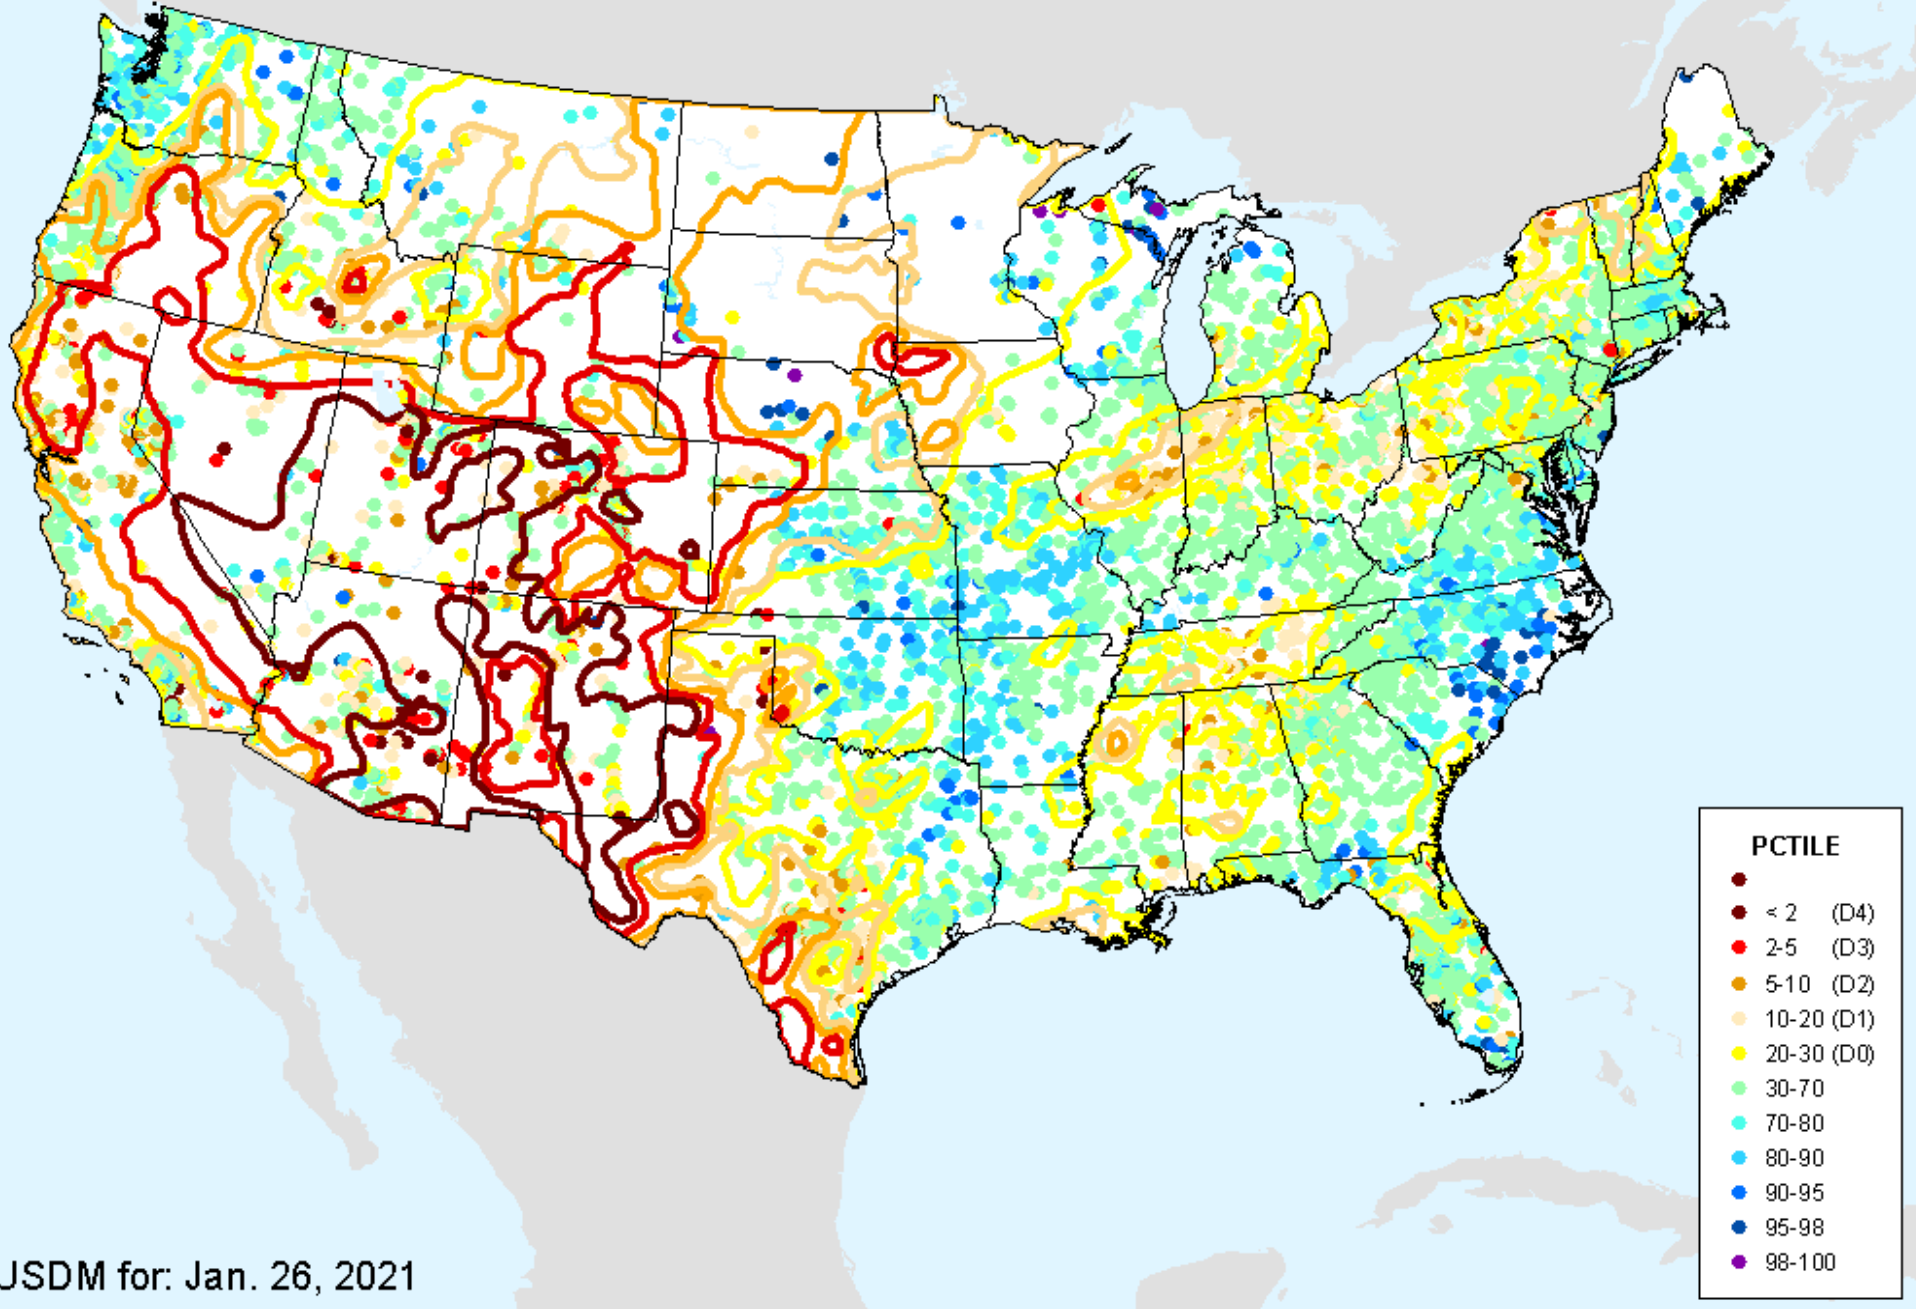 PCTILE
< 2 (D4)
2-5 (D3)
5-10 (D2)
10-20 (D1)
20-30 (D0)
30-70
70-80
80-90
90-95
95-98
98-100
USDM for: Jan. 26, 2021